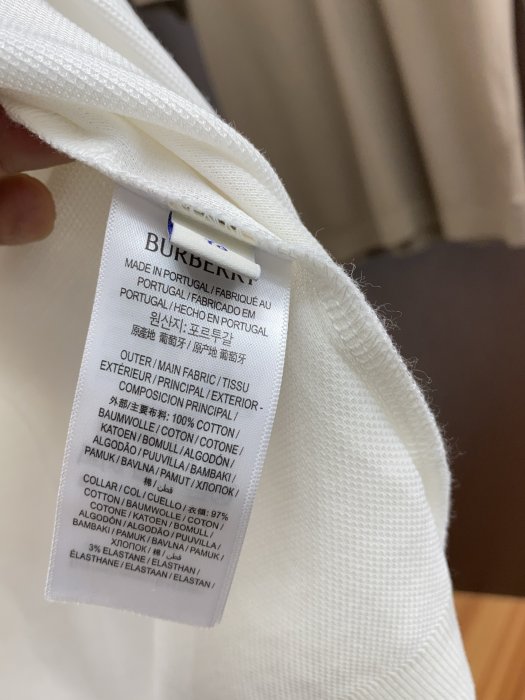 BURBERRY
MADE IN PORTUGAL / FABRIQUÉ AU
PORTUGAL / FABRICADO EM
PORTUGAL / HECHO EN PORTUGAL
원산지: 포르투갈
原產地 葡萄牙 / 原产地 葡萄牙
OUTER / MAIN FABRIC / TISSU
EXTÉRIEUR / PRINCIPAL / EXTERIOR -
COMPOSICION PRINCIPAL /
外部/主要布料: 100% COTTON /
BAUMWOLLE / COTON / COTONE /
KATOEN / BOMULL / ALGODÓN /
ALGODÃO / PUUVILLA / BAMBAKI /
PAMUK / BAVLNA / PAMUT / ХЛОПОК /
棉 / قطن /
COLLAR / COL / CUELLO / 衣領: 97%
COTTON / BAUMWOLLE / COTON /
COTONE / KATOEN / BOMULL /
ALGODÓN / ALGODÃO / PUUVILLA /
BAMBAKI / PAMUK / BAVLNA / PAMUK /
ХЛОПОК / 棉 / قطن /
3% ELASTANE / ELASTHAN /
ÉLASTHANE / ELASTAAN / ELASTAN /